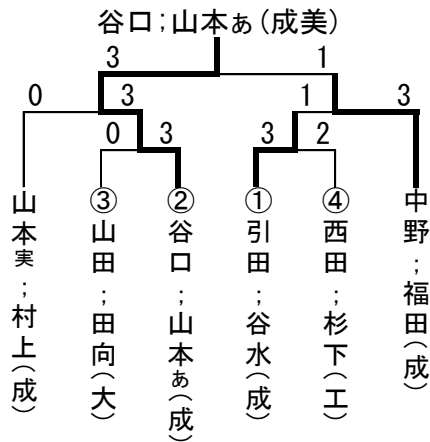 谷口;山本ぁ(成美)
3 1
0 3 1 3
0 3 3 2
山本実;村上(成)
③山田;田向(大)
②谷口;山本ぁ(成)
①引田;谷水(成)
④西田;杉下(工)
中野;福田(成)